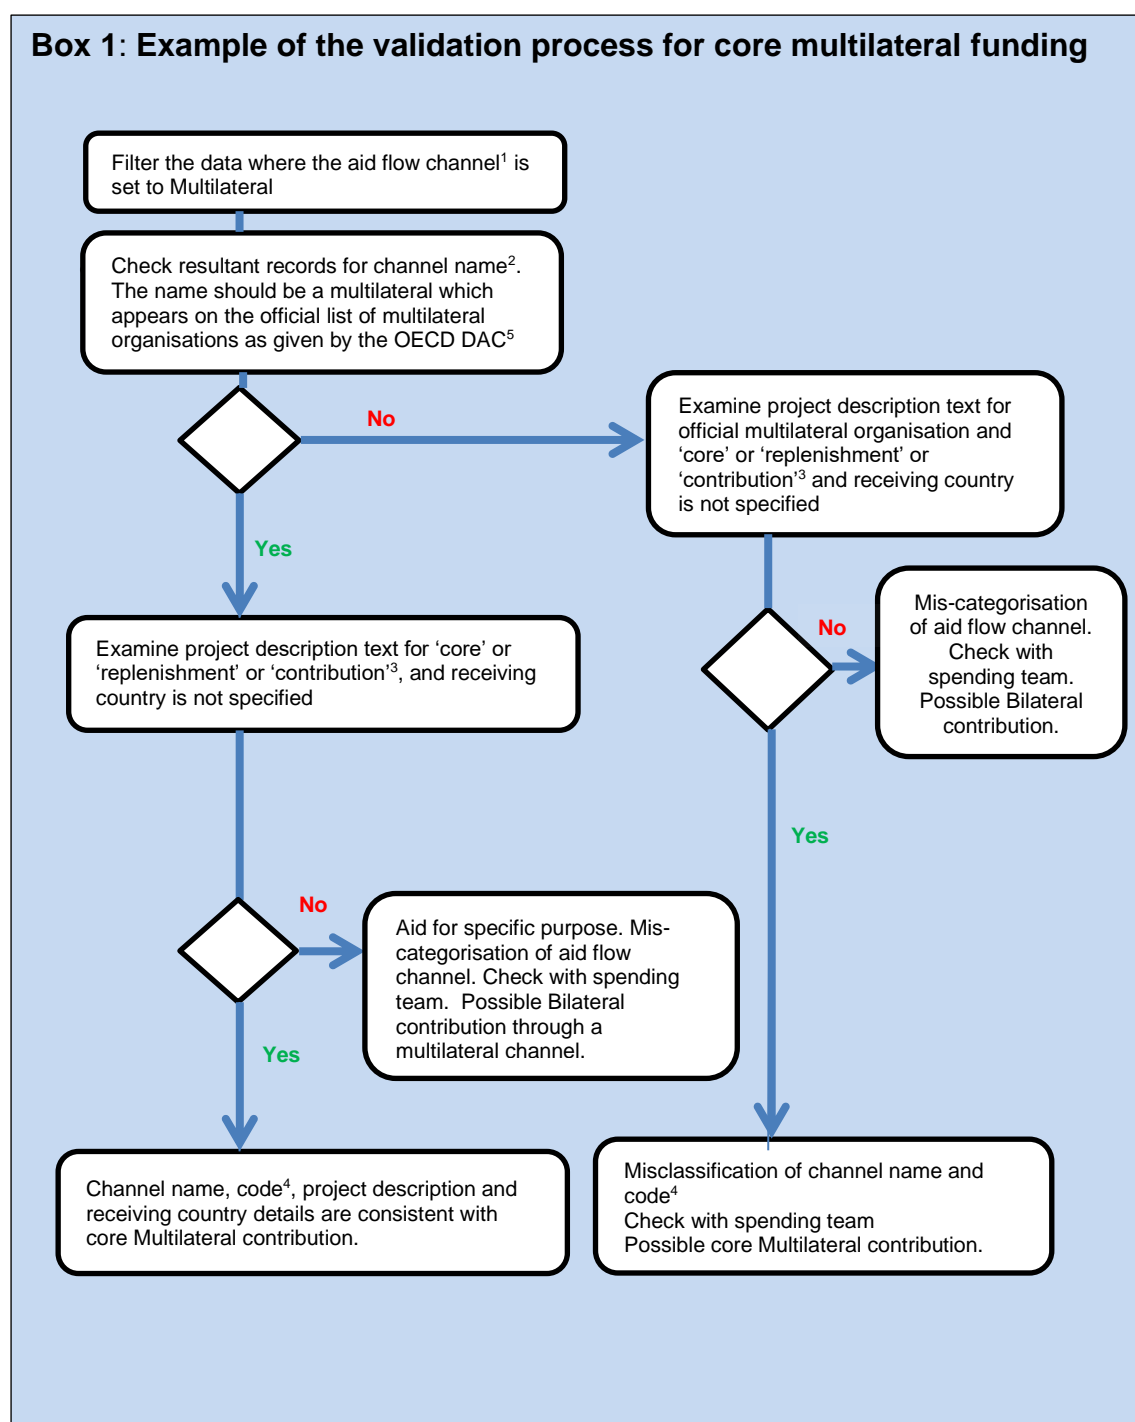 Box 1: Example of the validation process for core multilateral funding
Filter the data where the aid flow channel¹ is
set to Multilateral
Check resultant records for channel name².
The name should be a multilateral which
appears on the official list of multilateral
organisations as given by the OECD DAC⁵
No
Examine project description text for
official multilateral organisation and
‘core’ or ‘replenishment’ or
‘contribution’³ and receiving country
is not specified
Yes
Examine project description text for ‘core’ or
‘replenishment’ or ‘contribution’³, and receiving
country is not specified
No
Mis-categorisation
of aid flow channel.
Check with
spending team.
Possible Bilateral
contribution.
Yes
No
Aid for specific purpose. Mis-
categorisation of aid flow
channel. Check with spending
team.  Possible Bilateral
contribution through a
multilateral channel.
Yes
Channel name, code⁴, project description and
receiving country details are consistent with
core Multilateral contribution.
Misclassification of channel name and
code⁴
Check with spending team
Possible core Multilateral contribution.